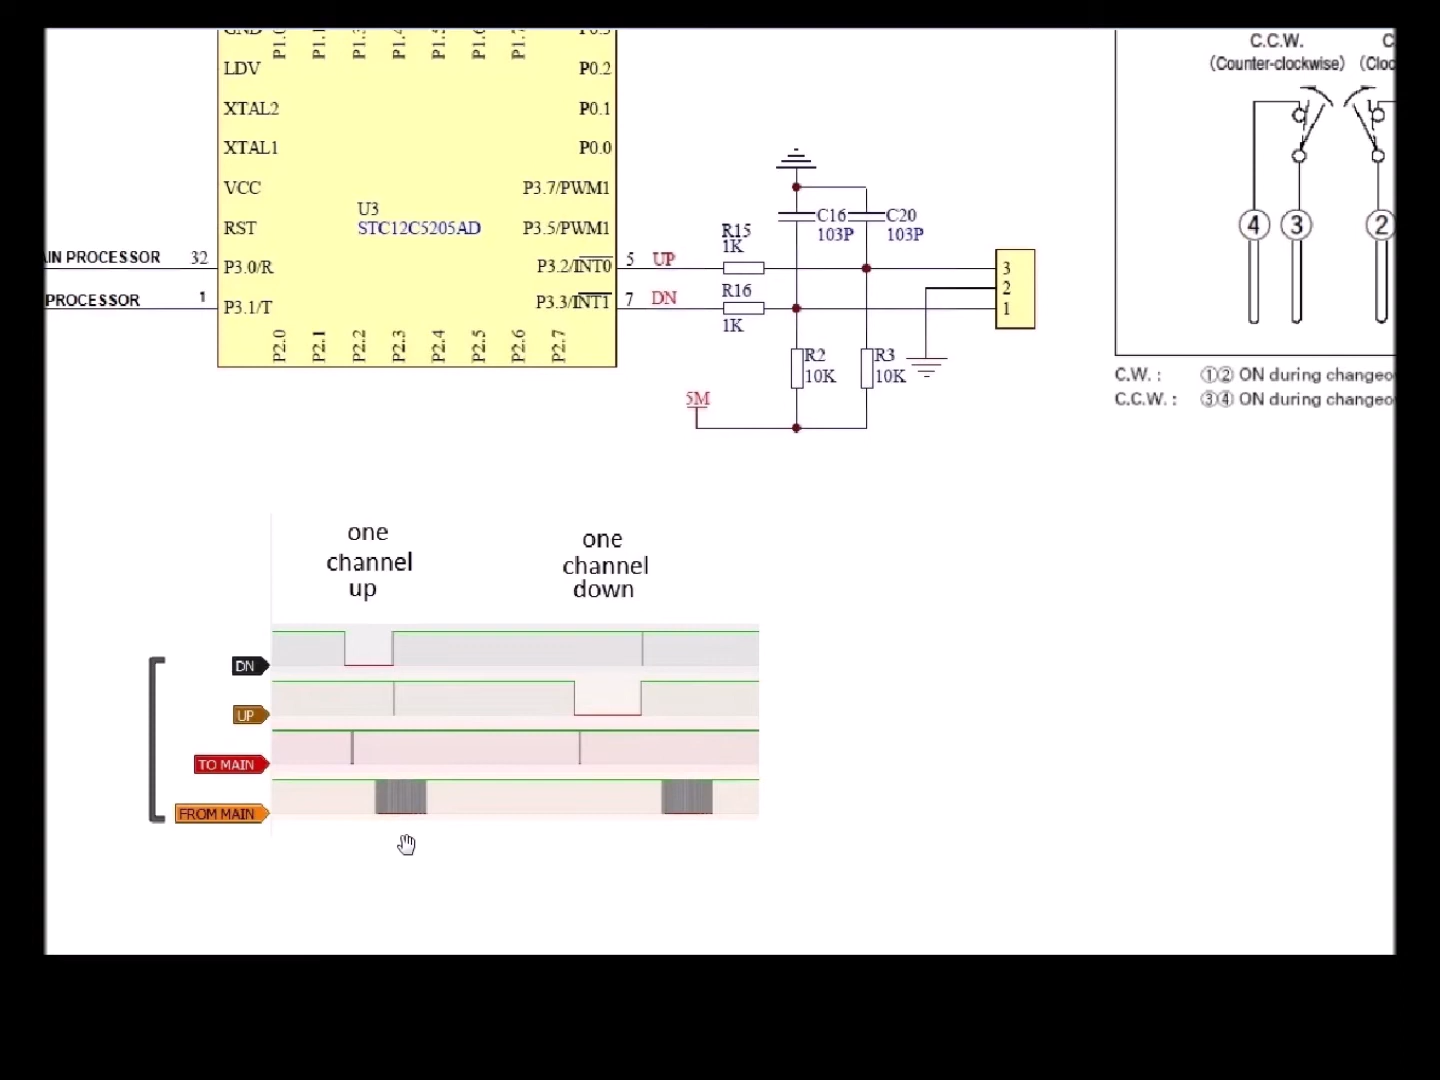 P1.1
P1.7
LDV
P0.2
XTAL2
P0.1
XTAL1
P0.0
VCC
P3.7/PWM1
U3
RST
STC12C5205AD
P3.5/PWM1
IN PROCESSOR
32
P3.0/R
P3.2/INT0
5
UP
PROCESSOR
1
P3.1/T
P3.3/INT1
7
DN
P2.0
P2.1
P2.2
P2.3
P2.4
P2.5
P2.6
P2.7
C16
103P
C20
103P
R15
1K
R16
1K
3
2
1
R2
10K
R3
10K
5M
C.C.W.
(Counter-clockwise)
④
③
②
C.W. :
①② ON during changeo
C.C.W. :
③④ ON during changeo
one
channel
up
one
channel
down
DN
UP
TO MAIN
FROM MAIN